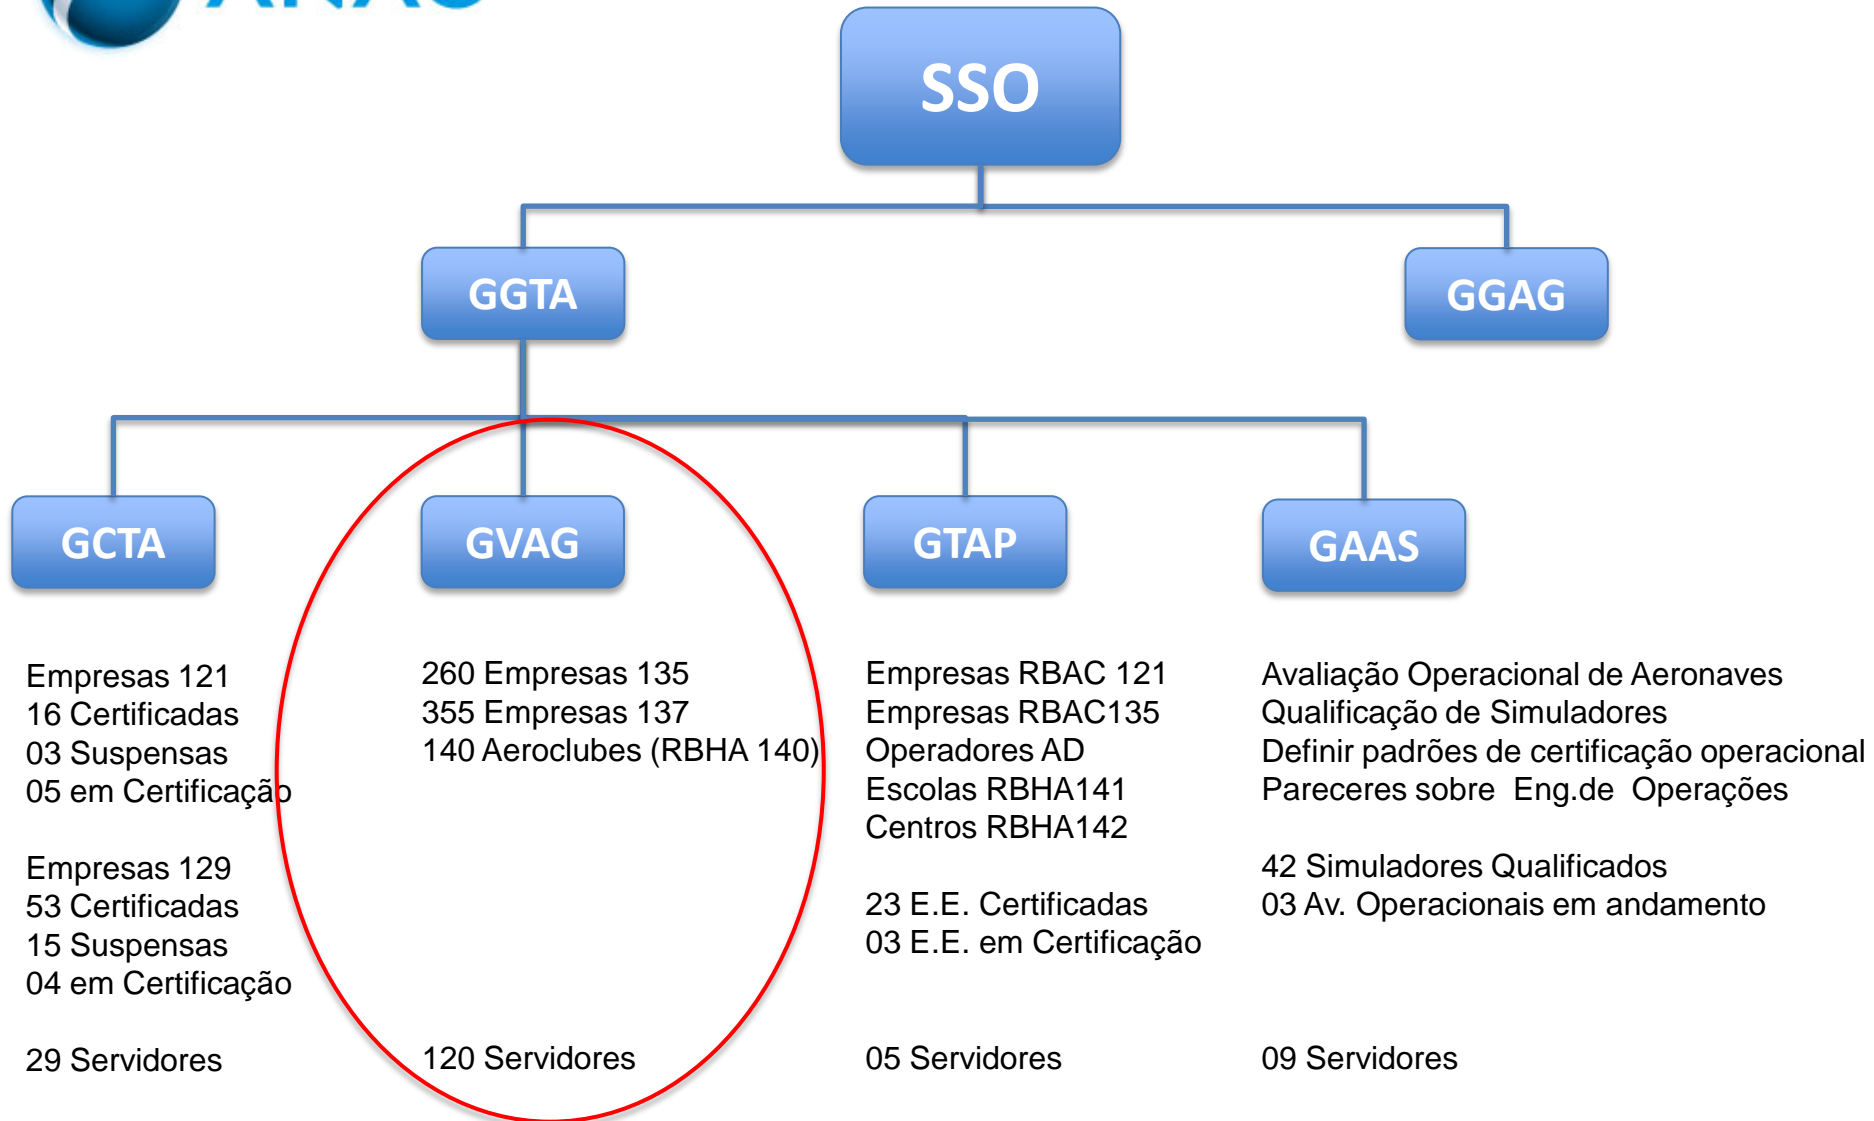 ANAC
SSO
GGTA
GGAG
GCTA
GVAG
GTAP
GAAS
Empresas 121
16 Certificadas
03 Suspensas
05 em Certificação
Empresas 129
53 Certificadas
15 Suspensas
04 em Certificação
29 Servidores
260 Empresas 135
355 Empresas 137
140 Aeroclubes (RBHA 140)
120 Servidores
Empresas RBAC 121
Empresas RBAC135
Operadores AD
Escolas RBHA141
Centros RBHA142
23 E.E. Certificadas
03 E.E. em Certificação
05 Servidores
Avaliação Operacional de Aeronaves
Qualificação de Simuladores
Definir padrões de certificação operacional
Pareceres sobre Eng.de Operações
42 Simuladores Qualificados
03 Av. Operacionais em andamento
09 Servidores